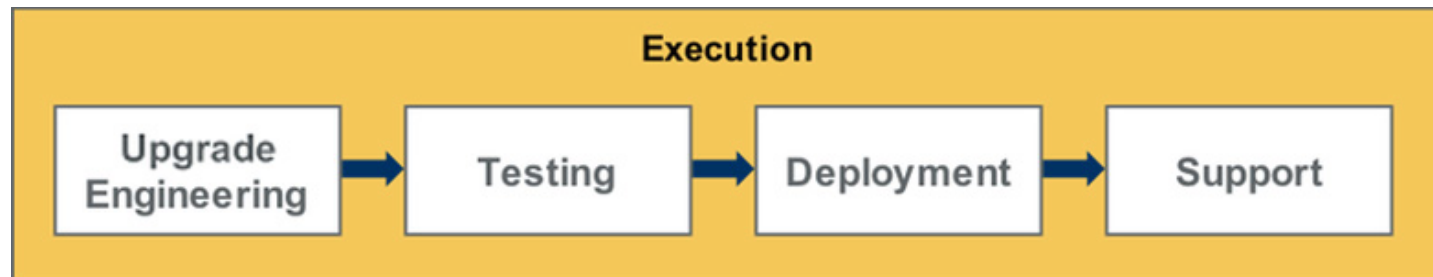 Execution
Upgrade
Engineering
Testing
Deployment
Support